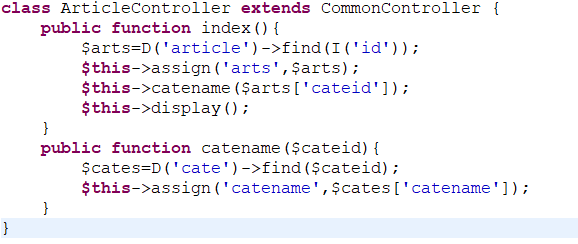 class ArticleController extends CommonController {
    public function index(){
        $arts=D('article')->find(I('id'));
        $this->assign('arts',$arts);
        $this->catename($arts['cateid']);
        $this->display();
    }
    public function catename($cateid){
        $cates=D('cate')->find($cateid);
        $this->assign('catename',$cates['catename']);
    }
}